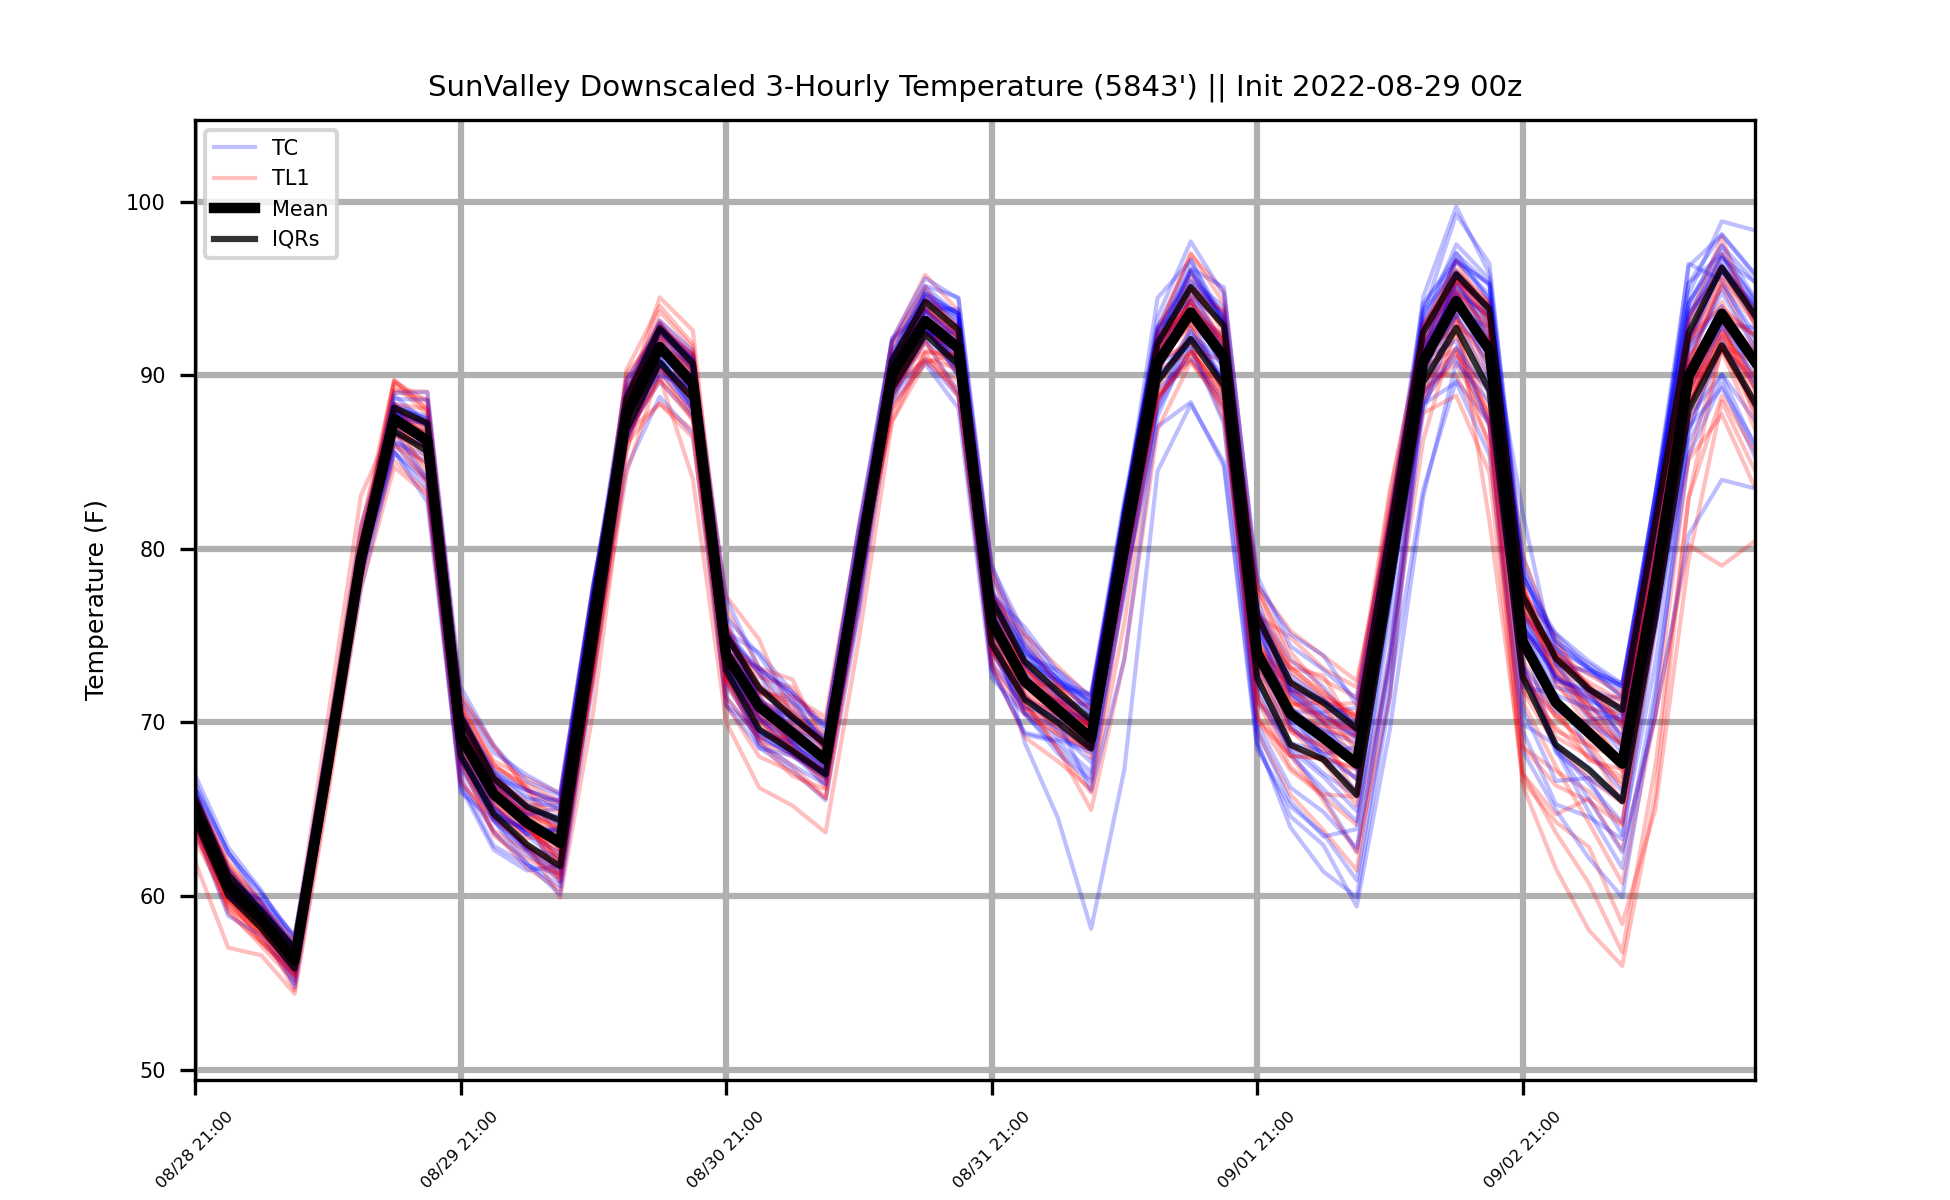 SunValley Downscaled 3-Hourly Temperature (5843') || Init 2022-08-29 00z
TC
TL1
Mean
IQRs
100
90
80
70
60
50
Temperature (F)
08/28 21:00
08/29 21:00
08/30 21:00
08/31 21:00
09/01 21:00
09/02 21:00